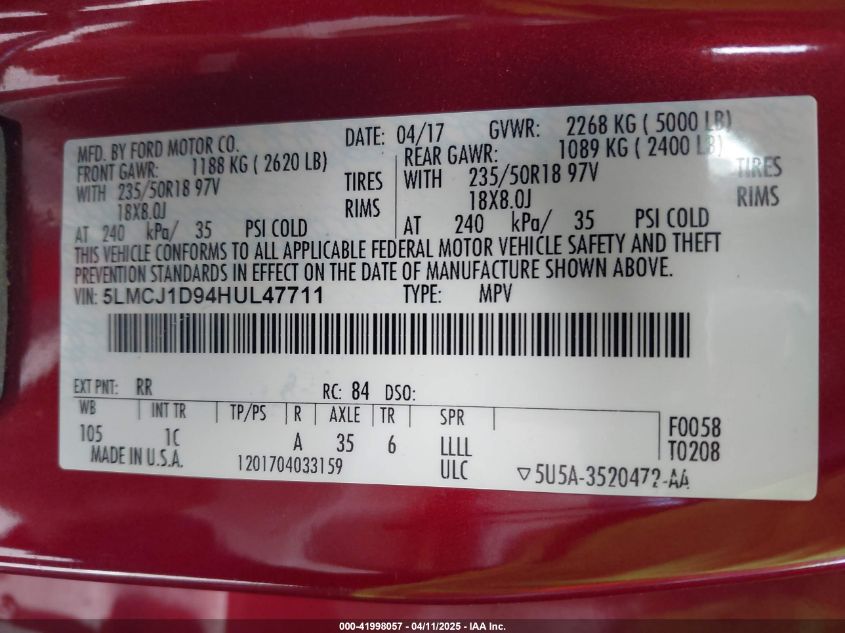 MFD. BY FORD MOTOR CO. DATE: 04/17 GVWR: 2268 KG ( 5000 LB)
FRONT GAWR: 1188 KG ( 2620 LB) REAR GAWR: 1089 KG ( 2400 LB)
WITH 235/50R18 97V TIRES WITH 235/50R18 97V TIRES
18X8.0J RIMS 18X8.0J RIMS
AT 240 kPa/ 35 PSI COLD AT 240 kPa/ 35 PSI COLD
THIS VEHICLE CONFORMS TO ALL APPLICABLE FEDERAL MOTOR VEHICLE SAFETY AND THEFT
PREVENTION STANDARDS IN EFFECT ON THE DATE OF MANUFACTURE SHOWN ABOVE.
VIN: 5LMCJ1D94HUL47711 TYPE: MPV
EXT PNT: RR RC: 84 DSO:
WB INT TR TP/PS R AXLE TR SPR
105 1C A 35 6 LLLL F0058
MADE IN U.S.A. 1201704033159 ULC T0208
▽5U5A-3520472-AA
000-41998057 - 04/11/2025 - IAA Inc.